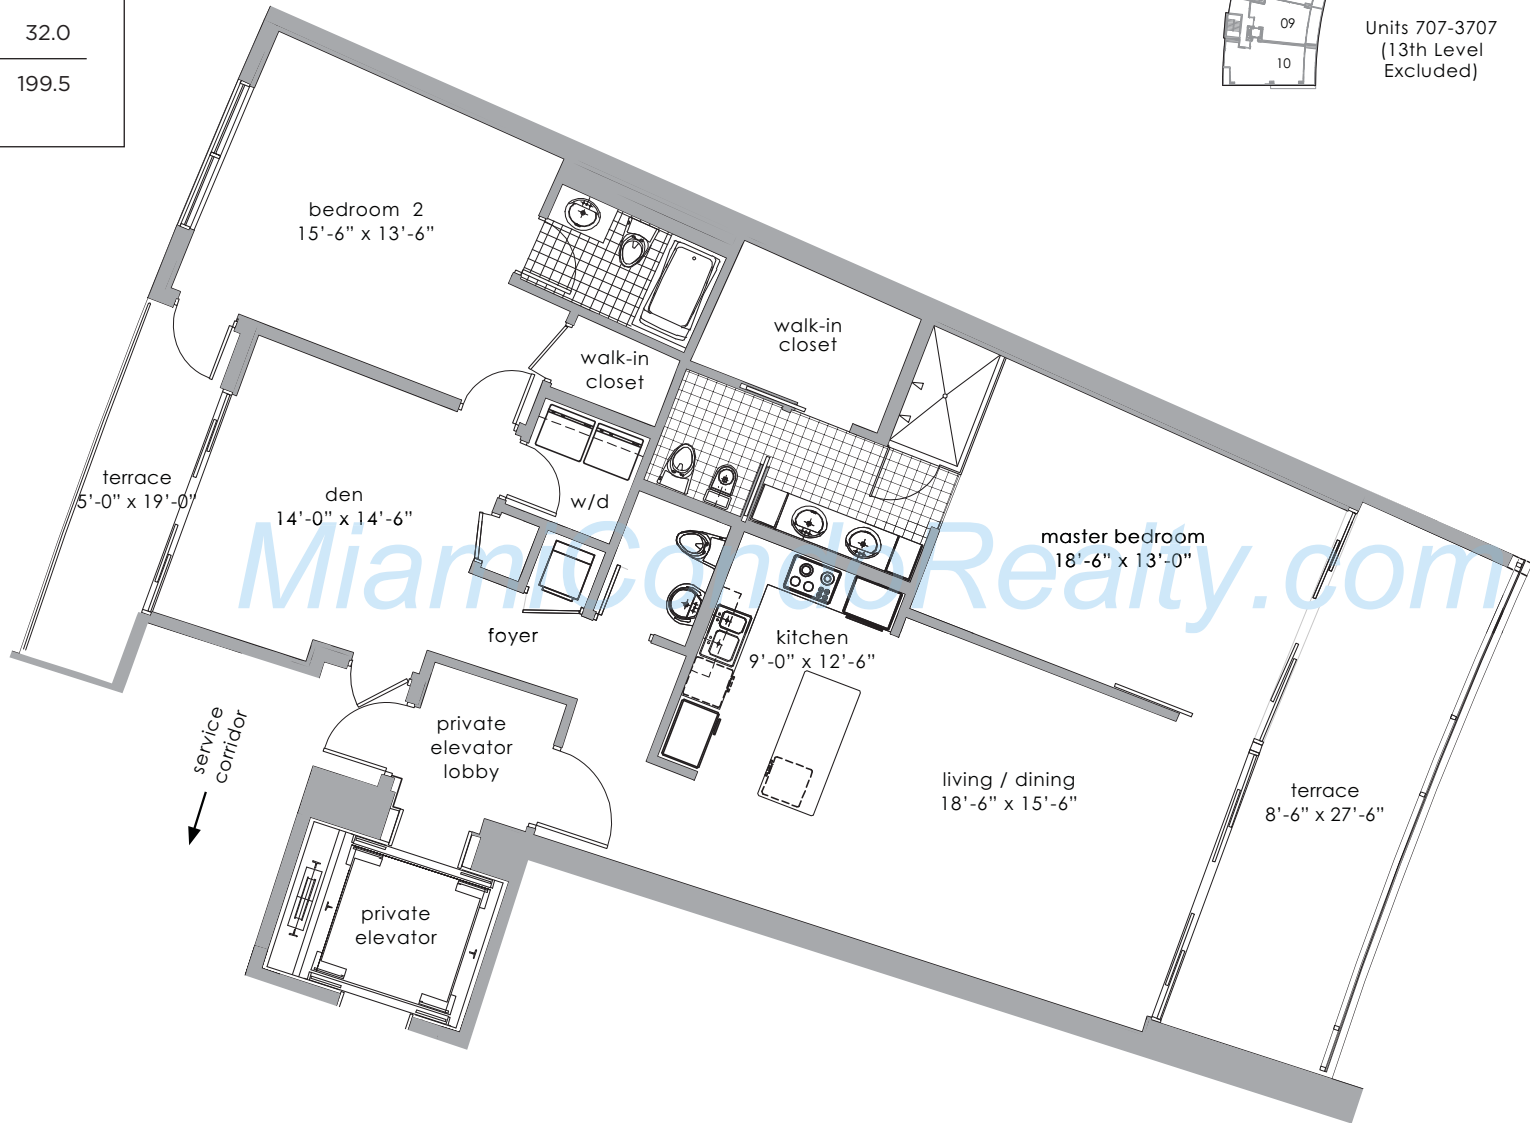 32.0
199.5
09
10
Units 707-3707
(13th Level
Excluded)
bedroom 2
15’-6” x 13’-6”
walk-in
closet
walk-in
closet
terrace
5’-0” x 19’-0”
den
14’-0” x 14’-6”
w/d
master bedroom
18’-6” x 13’-0”
MiamiCondoRealty.com
foyer
kitchen
9’-0” x 12’-6”
service
corridor
private
elevator
lobby
living / dining
18’-6” x 15’-6”
terrace
8’-6” x 27’-6”
private
elevator